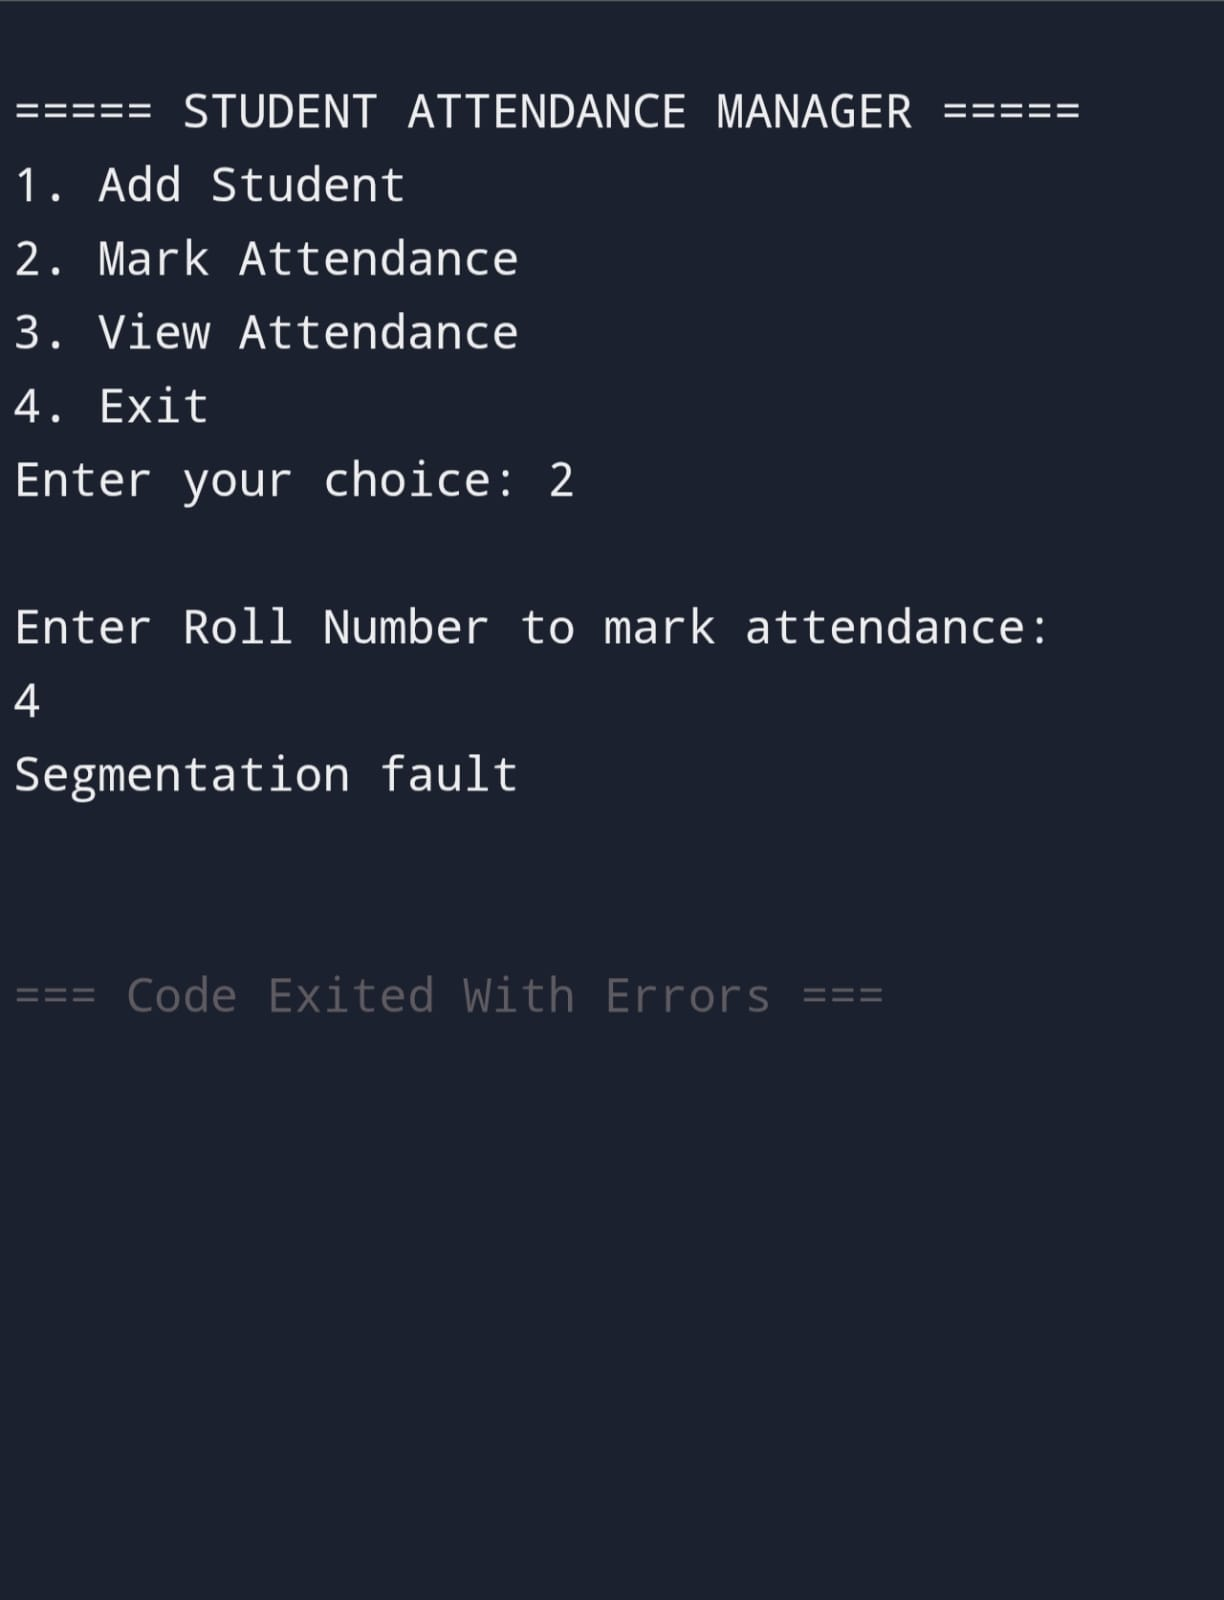 ===== STUDENT ATTENDANCE MANAGER =====
1. Add Student
2. Mark Attendance
3. View Attendance
4. Exit
Enter your choice: 2
Enter Roll Number to mark attendance:
4
Segmentation fault
=== Code Exited With Errors ===